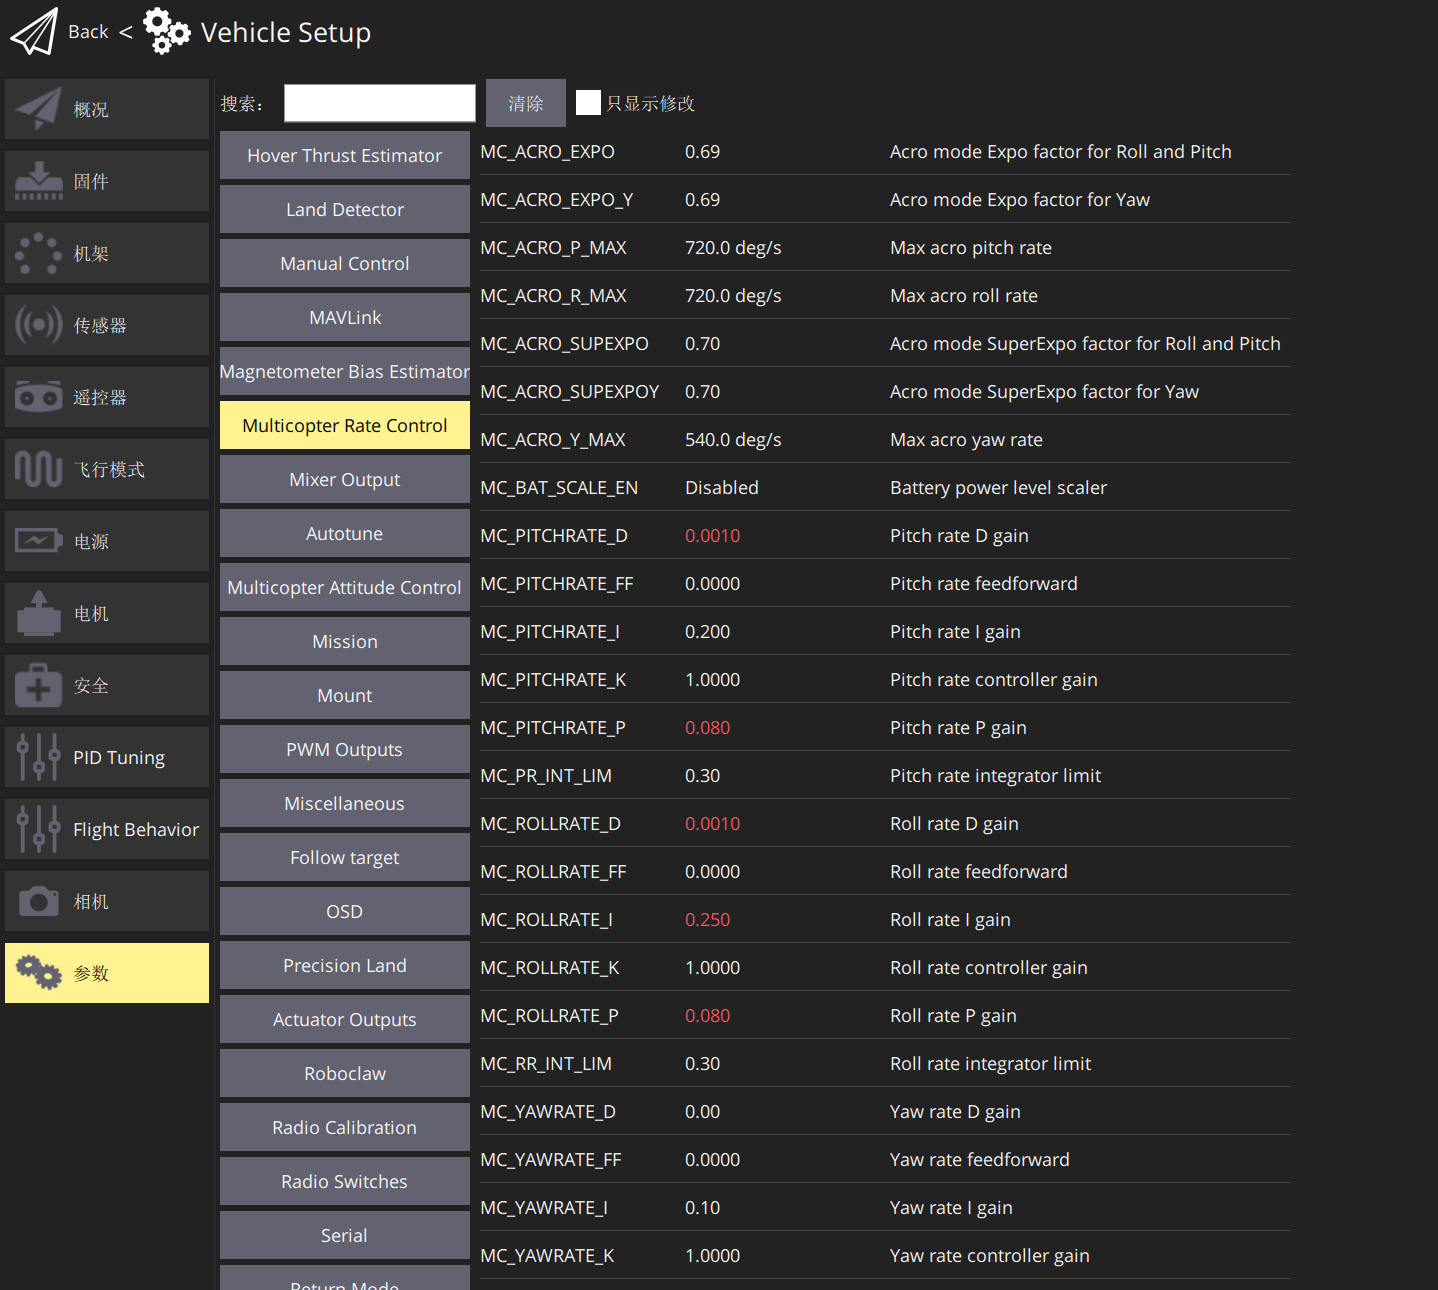 Back < Vehicle Setup
概况
固件
机架
传感器
遥控器
飞行模式
电源
电机
安全
PID Tuning
Flight Behavior
相机
参数
搜索： 清除 只显示修改
Hover Thrust Estimator
Land Detector
Manual Control
MAVLink
Magnetometer Bias Estimator
Multicopter Rate Control
Mixer Output
Autotune
Multicopter Attitude Control
Mission
Mount
PWM Outputs
Miscellaneous
Follow target
OSD
Precision Land
Actuator Outputs
Roboclaw
Radio Calibration
Radio Switches
Serial
Return Mode
MC_ACRO_EXPO 0.69 Acro mode Expo factor for Roll and Pitch
MC_ACRO_EXPO_Y 0.69 Acro mode Expo factor for Yaw
MC_ACRO_P_MAX 720.0 deg/s Max acro pitch rate
MC_ACRO_R_MAX 720.0 deg/s Max acro roll rate
MC_ACRO_SUPEXPO 0.70 Acro mode SuperExpo factor for Roll and Pitch
MC_ACRO_SUPEXPOY 0.70 Acro mode SuperExpo factor for Yaw
MC_ACRO_Y_MAX 540.0 deg/s Max acro yaw rate
MC_BAT_SCALE_EN Disabled Battery power level scaler
MC_PITCHRATE_D 0.0010 Pitch rate D gain
MC_PITCHRATE_FF 0.0000 Pitch rate feedforward
MC_PITCHRATE_I 0.200 Pitch rate I gain
MC_PITCHRATE_K 1.0000 Pitch rate controller gain
MC_PITCHRATE_P 0.080 Pitch rate P gain
MC_PR_INT_LIM 0.30 Pitch rate integrator limit
MC_ROLLRATE_D 0.0010 Roll rate D gain
MC_ROLLRATE_FF 0.0000 Roll rate feedforward
MC_ROLLRATE_I 0.250 Roll rate I gain
MC_ROLLRATE_K 1.0000 Roll rate controller gain
MC_ROLLRATE_P 0.080 Roll rate P gain
MC_RR_INT_LIM 0.30 Roll rate integrator limit
MC_YAWRATE_D 0.00 Yaw rate D gain
MC_YAWRATE_FF 0.0000 Yaw rate feedforward
MC_YAWRATE_I 0.10 Yaw rate I gain
MC_YAWRATE_K 1.0000 Yaw rate controller gain